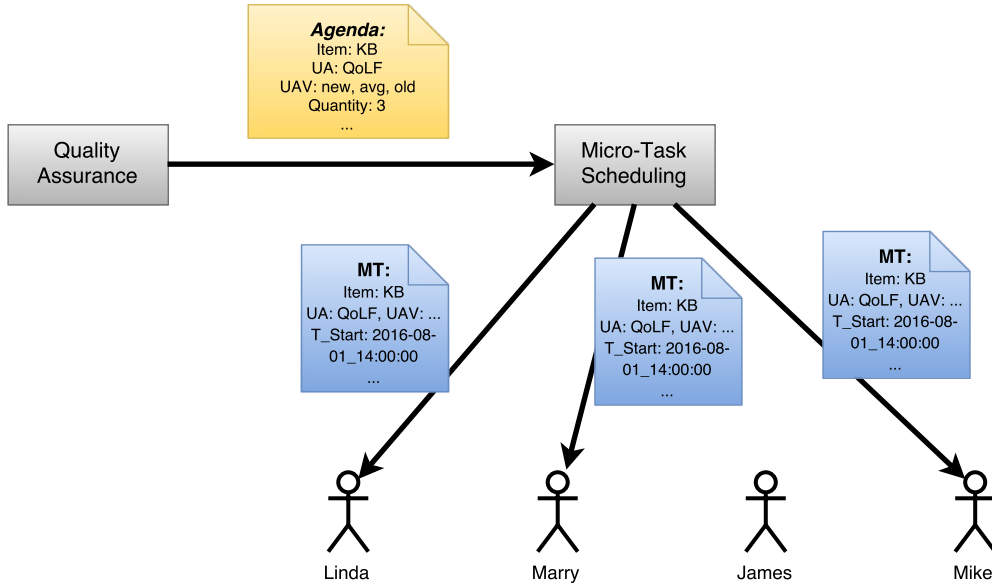 Agenda:
Item: KB
UA: QoLF
UAV: new, avg, old
Quantity: 3
...
Quality
Assurance
Micro-Task
Scheduling
MT:
Item: KB
UA: QoLF, UAV: ...
T_Start: 2016-08-
01_14:00:00
...
MT:
Item: KB
UA: QoLF, UAV: ...
T_Start: 2016-08-
01_14:00:00
...
MT:
Item: KB
UA: QoLF, UAV: ...
T_Start: 2016-08-
01_14:00:00
...
Linda
Marry
James
Mike